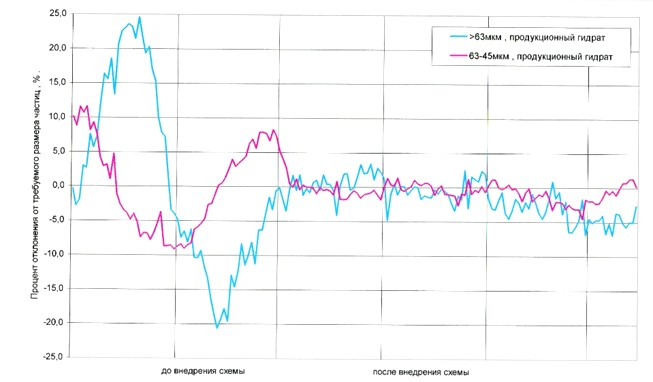 25,0
20,0
15,0
10,0
5,0
0,0
-5,0
-10,0
-15,0
-20,0
-25,0
Процент отклонения от требуемого размера частиц , % .
>63мкм , продукционный гидрат
63-45мкм , продукционный гидрат
до внедрения схемы
после внедрения схемы